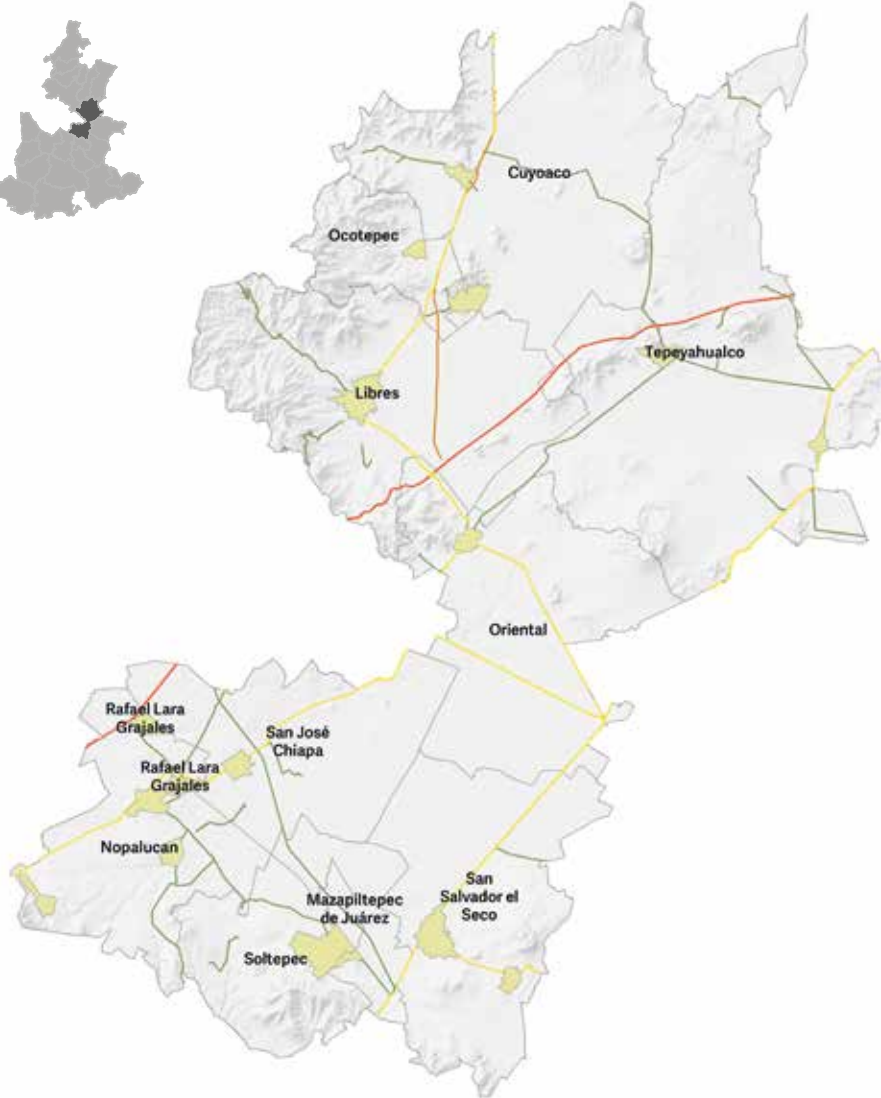 Cuyoaco
Ocotepec
Tepeyahualco
Libres
Oriental
Rafael Lara
Grajales
San José
Chiapa
Rafael Lara
Grajales
Nopalucan
San
Salvador el
Seco
Mazapiltepec
de Juárez
Soltepec